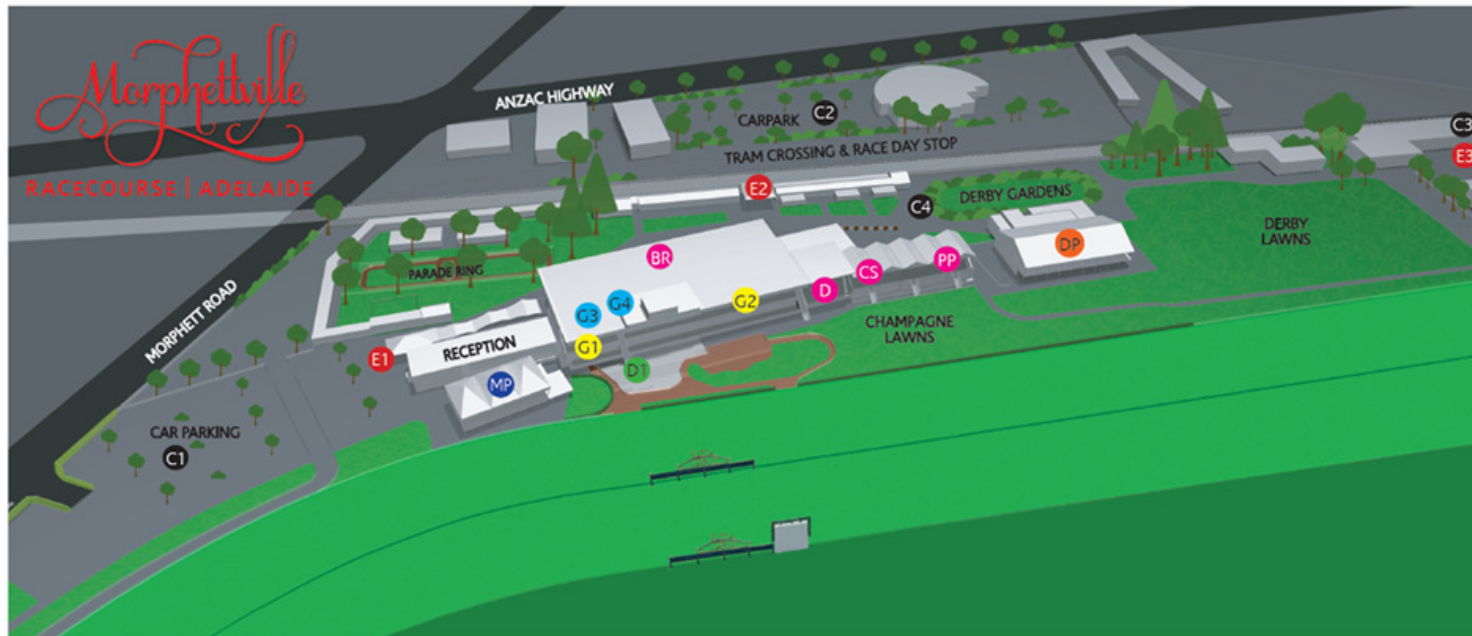 Morphettville
RACECOURSE | ADELAIDE
ANZAC HIGHWAY
CARPARK C2
TRAM CROSSING & RACE DAY STOP
C3
E3
E2
C4
DERBY GARDENS
DERBY
LAWNS
DP
BR
PARADE RING
CS
PP
D
G4
G3
G2
G1
CHAMPAGNE
LAWNS
MORPHETT ROAD
RECEPTION
E1
D1
MP
CAR PARKING
C1